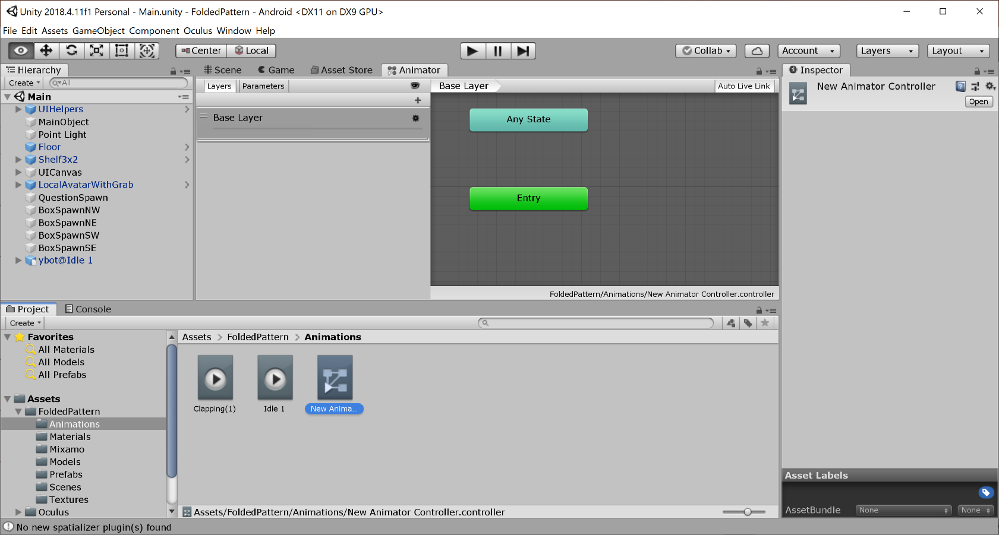 Unity 2018.4.11f1 Personal - Main.unity - FoldedPattern - Android <DX11 on DX9 GPU>
File Edit Assets GameObject Component Oculus Window Help
Center Local Collab Account Layers Layout
Hierarchy
Create All
Main
UIHelpers
MainObject
Point Light
Floor
Shelf3x2
UICanvas
LocalAvatarWithGrab
QuestionSpawn
BoxSpawnNW
BoxSpawnNE
BoxSpawnSW
BoxSpawnSE
ybot@Idle 1
Scene Game Asset Store Animator
Layers Parameters
Base Layer
Base Layer Auto Live Link
Any State
Entry
FoldedPattern/Animations/New Animator Controller.controller
Inspector
New Animator Controller
Open
Project Console
Create
Favorites
All Materials
All Models
All Prefabs
Assets
FoldedPattern
Animations
Materials
Mixamo
Models
Prefabs
Scenes
Textures
Oculus
Assets > FoldedPattern > Animations
Clapping(1) Idle 1 New Anima...
Assets/FoldedPattern/Animations/New Animator Controller.controller
Asset Labels
AssetBundle None None
No new spatializer plugin(s) found